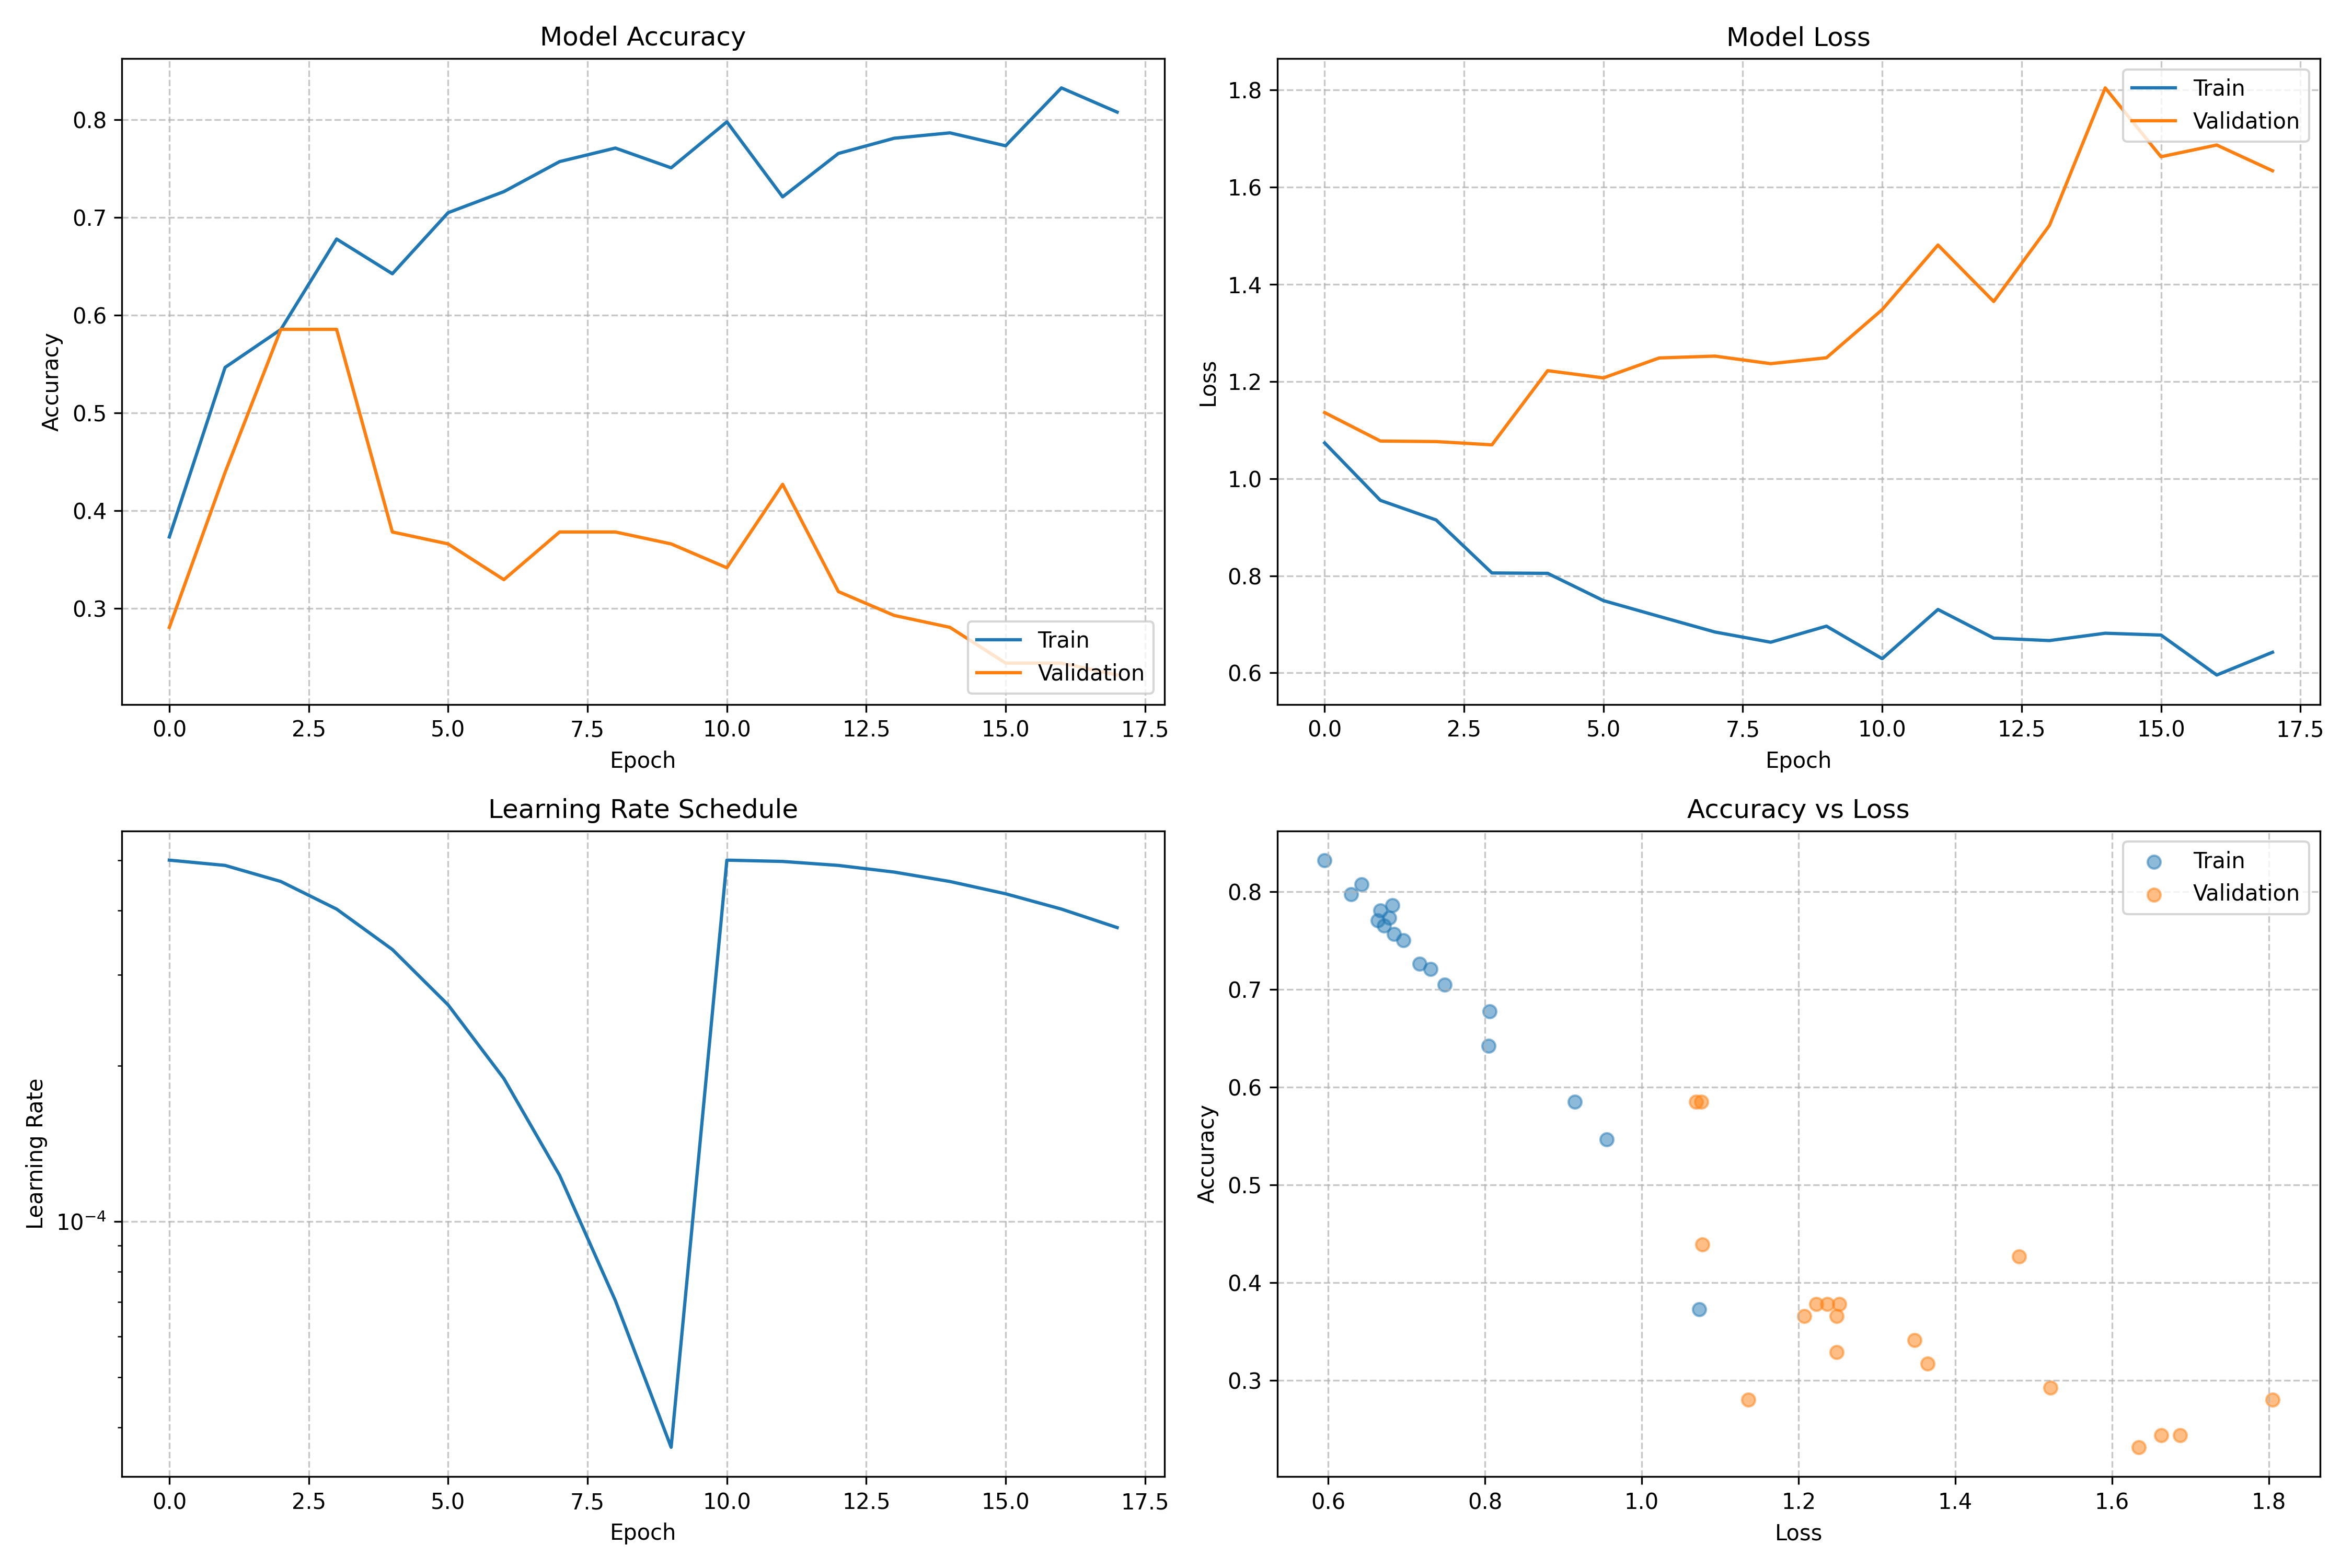 Model Accuracy
Accuracy
0.8
0.7
0.6
0.5
0.4
0.3
Train
Validation
0.0 2.5 5.0 7.5 10.0 12.5 15.0 17.5
Epoch
Model Loss
Loss
1.8
1.6
1.4
1.2
1.0
0.8
0.6
Train
Validation
0.0 2.5 5.0 7.5 10.0 12.5 15.0 17.5
Epoch
Learning Rate Schedule
Learning Rate
10⁻⁴
0.0 2.5 5.0 7.5 10.0 12.5 15.0 17.5
Epoch
Accuracy vs Loss
Accuracy
0.8
0.7
0.6
0.5
0.4
0.3
Train
Validation
0.6 0.8 1.0 1.2 1.4 1.6 1.8
Loss